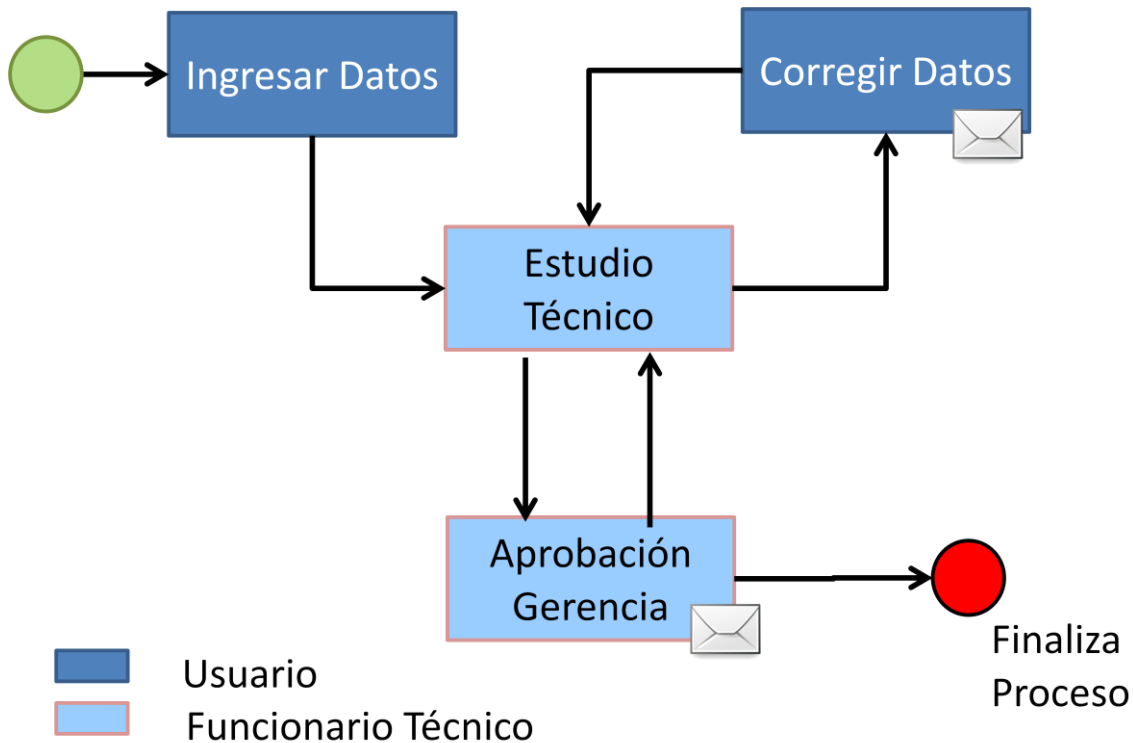 Ingresar Datos
Corregir Datos
Estudio
Técnico
Aprobación
Gerencia
Finaliza
Proceso
Usuario
Funcionario Técnico